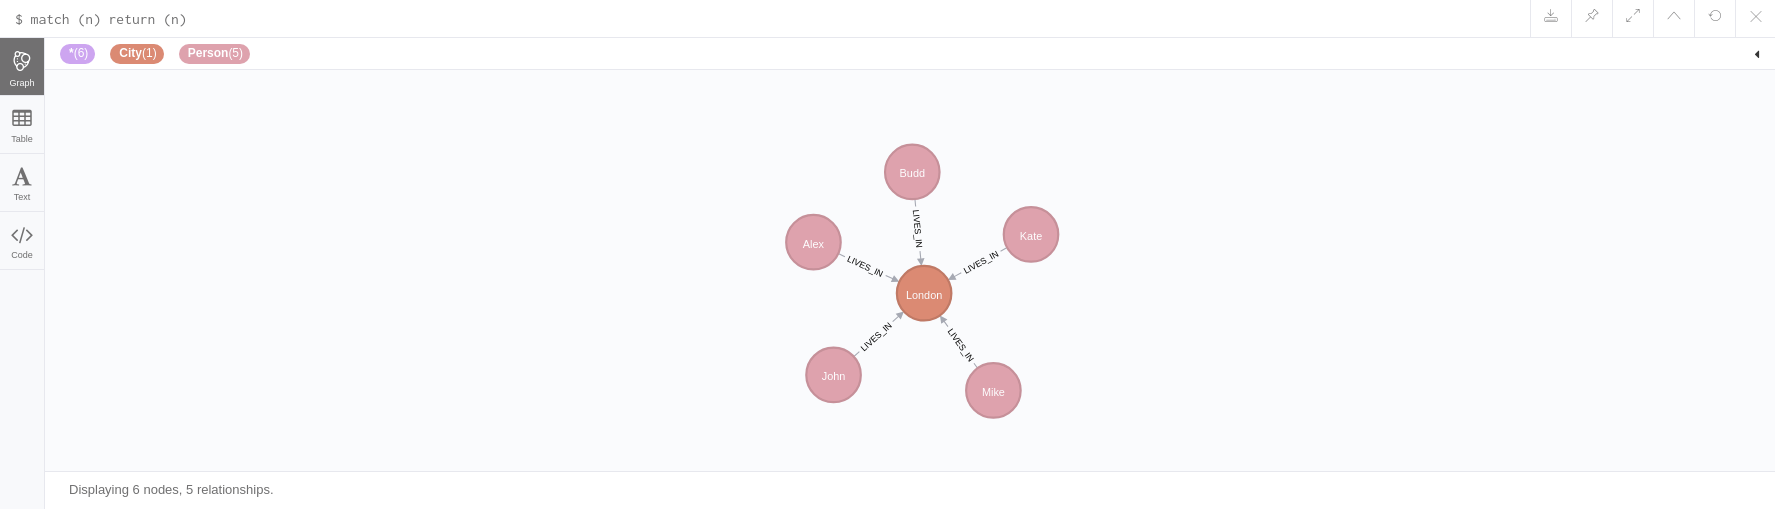 $ match (n) return (n)
*(6) City(1) Person(5)
Graph
Table
Text
Code
Budd
LIVES_IN
Kate
LIVES_IN
Alex
LIVES_IN
London
John
LIVES_IN
Mike
LIVES_IN
Displaying 6 nodes, 5 relationships.